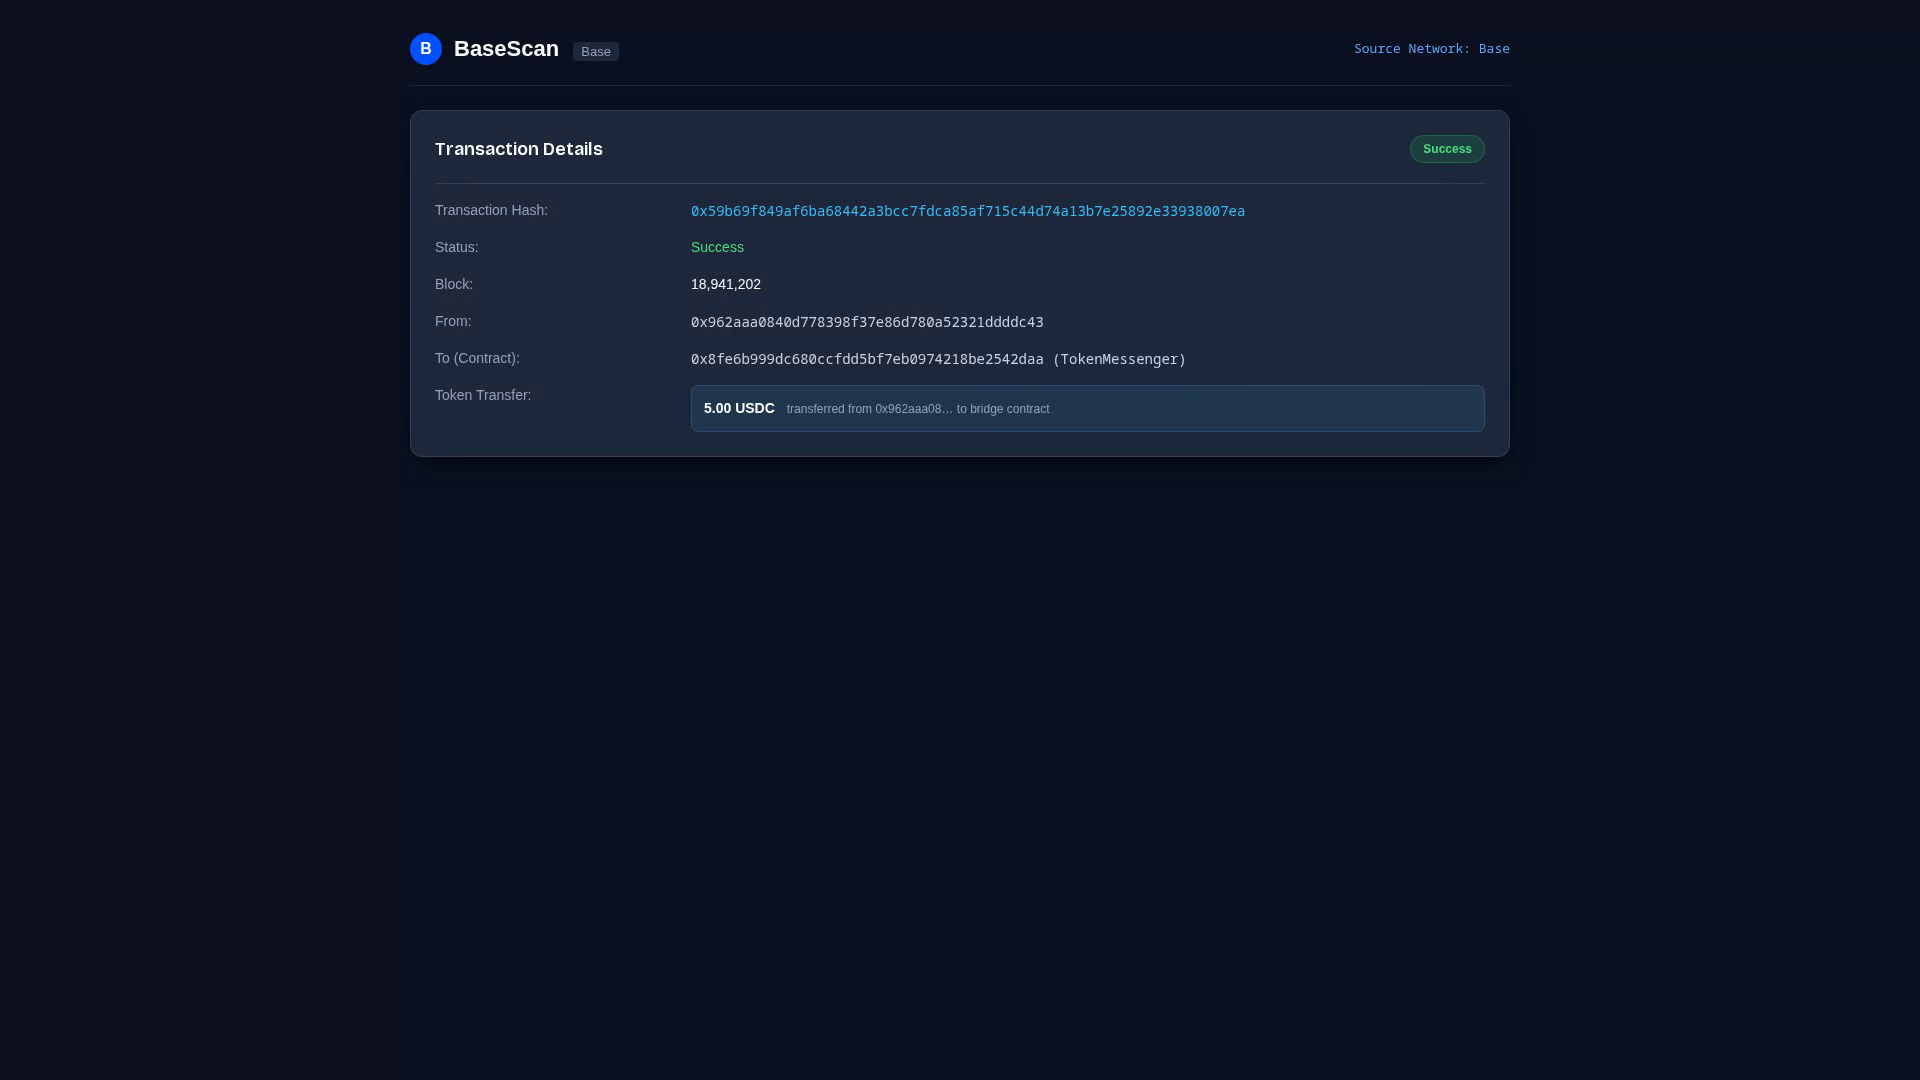 B BaseScan Base
Source Network: Base
Transaction Details
Success
Transaction Hash: 0x59b69f849af6ba68442a3bcc7fdca85af715c44d74a13b7e25892e33938007ea
Status: Success
Block: 18,941,202
From: 0x962aaa0840d778398f37e86d780a52321ddddc43
To (Contract): 0x8fe6b999dc680ccfdd5bf7eb0974218be2542daa (TokenMessenger)
Token Transfer: 5.00 USDC transferred from 0x962aaa08… to bridge contract